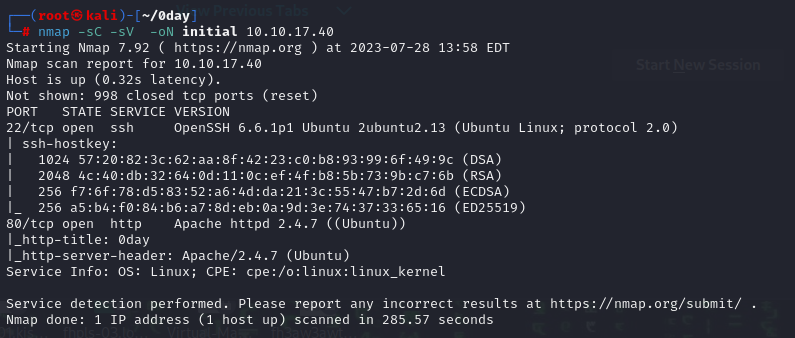 ┌──(root㉿kali)-[~/0day]
└─# nmap -sC -sV  -oN initial 10.10.17.40
Starting Nmap 7.92 ( https://nmap.org ) at 2023-07-28 13:58 EDT
Nmap scan report for 10.10.17.40
Host is up (0.32s latency).
Not shown: 998 closed tcp ports (reset)
PORT   STATE SERVICE VERSION
22/tcp open  ssh     OpenSSH 6.6.1p1 Ubuntu 2ubuntu2.13 (Ubuntu Linux; protocol 2.0)
| ssh-hostkey:
|   1024 57:20:82:3c:62:aa:8f:42:23:c0:b8:93:99:6f:49:9c (DSA)
|   2048 4c:40:db:32:64:0d:11:0c:ef:4f:b8:5b:73:9b:c7:6b (RSA)
|   256 f7:6f:78:d5:83:52:a6:4d:da:21:3c:55:47:b7:2d:6d (ECDSA)
|_  256 a5:b4:f0:84:b6:a7:8d:eb:0a:9d:3e:74:37:33:65:16 (ED25519)
80/tcp open  http    Apache httpd 2.4.7 ((Ubuntu))
|_http-title: 0day
|_http-server-header: Apache/2.4.7 (Ubuntu)
Service Info: OS: Linux; CPE: cpe:/o:linux:linux_kernel

Service detection performed. Please report any incorrect results at https://nmap.org/submit/ .
Nmap done: 1 IP address (1 host up) scanned in 285.57 seconds
Previous Tabs
Start New Session